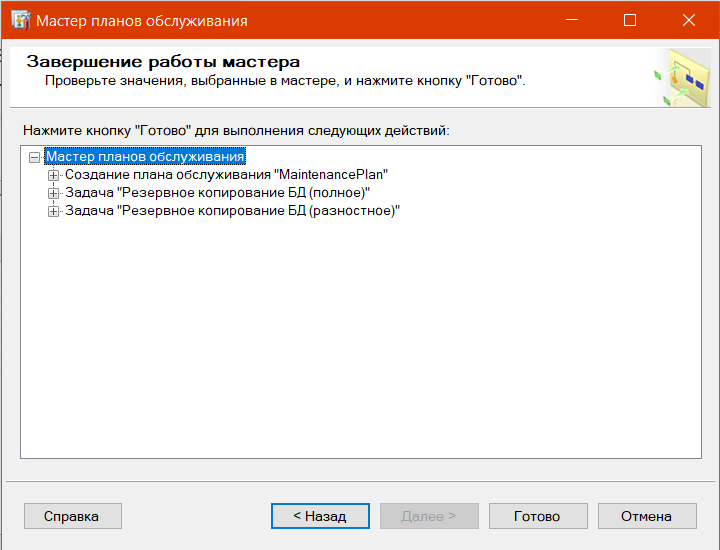 Мастер планов обслуживания
Завершение работы мастера
Проверьте значения, выбранные в мастере, и нажмите кнопку "Готово".
Нажмите кнопку "Готово" для выполнения следующих действий:
Мастер планов обслуживания
Создание плана обслуживания "MaintenancePlan"
Задача "Резервное копирование БД (полное)"
Задача "Резервное копирование БД (разностное)"
Справка
< Назад
Далее >
Готово
Отмена